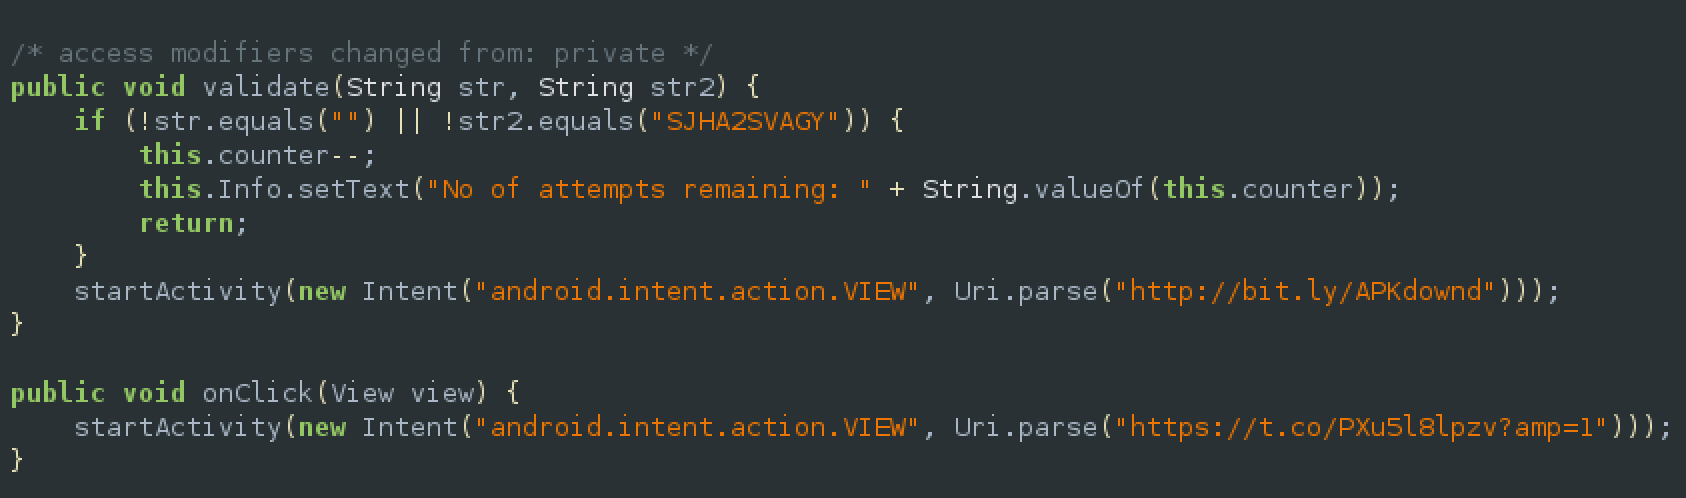 /* access modifiers changed from: private */
public void validate(String str, String str2) {
    if (!str.equals("") || !str2.equals("SJHA2SVAGY")) {
        this.counter--;
        this.Info.setText("No of attempts remaining: " + String.valueOf(this.counter));
        return;
    }
    startActivity(new Intent("android.intent.action.VIEW", Uri.parse("http://bit.ly/APKdownd")));
}
public void onClick(View view) {
    startActivity(new Intent("android.intent.action.VIEW", Uri.parse("https://t.co/PXu5l8lpzv?amp=1")));
}